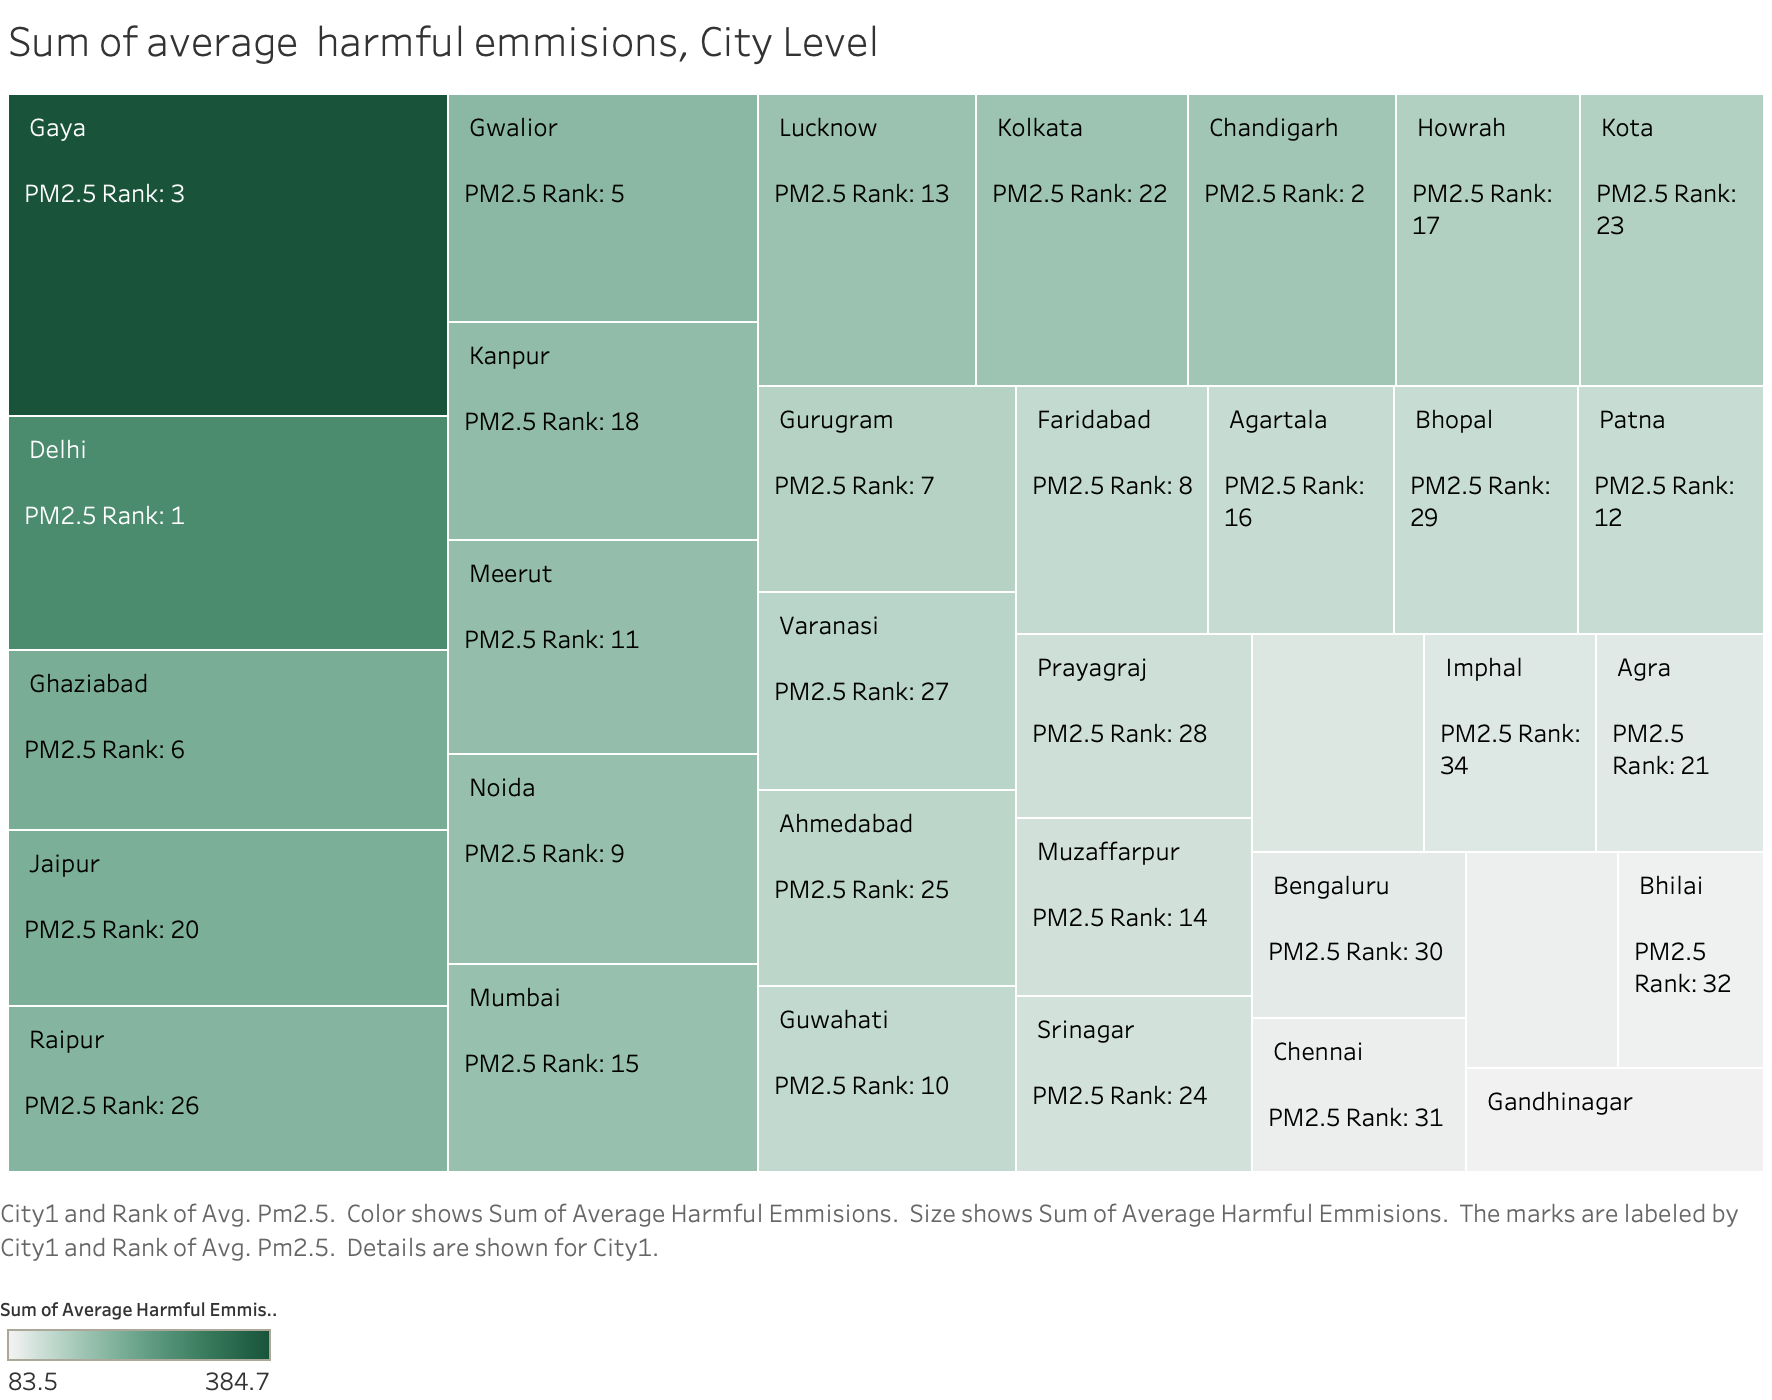 Sum of average  harmful emmisions, City Level
Gaya
PM2.5 Rank: 3
Delhi
PM2.5 Rank: 1
Ghaziabad
PM2.5 Rank: 6
Jaipur
PM2.5 Rank: 20
Raipur
PM2.5 Rank: 26
Gwalior
PM2.5 Rank: 5
Kanpur
PM2.5 Rank: 18
Meerut
PM2.5 Rank: 11
Noida
PM2.5 Rank: 9
Mumbai
PM2.5 Rank: 15
Lucknow
PM2.5 Rank: 13
Kolkata
PM2.5 Rank: 22
Chandigarh
PM2.5 Rank: 2
Howrah
PM2.5 Rank:
17
Kota
PM2.5 Rank:
23
Gurugram
PM2.5 Rank: 7
Varanasi
PM2.5 Rank: 27
Ahmedabad
PM2.5 Rank: 25
Guwahati
PM2.5 Rank: 10
Faridabad
PM2.5 Rank: 8
Agartala
PM2.5 Rank:
16
Bhopal
PM2.5 Rank:
29
Patna
PM2.5 Rank:
12
Prayagraj
PM2.5 Rank: 28
Muzaffarpur
PM2.5 Rank: 14
Srinagar
PM2.5 Rank: 24
Imphal
PM2.5 Rank:
34
Agra
PM2.5
Rank: 21
Bengaluru
PM2.5 Rank: 30
Chennai
PM2.5 Rank: 31
Bhilai
PM2.5
Rank: 32
Gandhinagar
City1 and Rank of Avg. Pm2.5.  Color shows Sum of Average Harmful Emmisions.  Size shows Sum of Average Harmful Emmisions.  The marks are labeled by
City1 and Rank of Avg. Pm2.5.  Details are shown for City1.
Sum of Average Harmful Emmis..
83.5
384.7